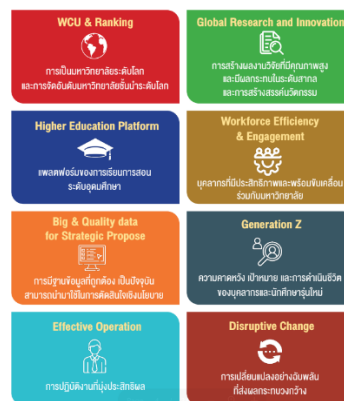 WCU & Ranking
การเป็นมหาวิทยาลัยระดับโลก
และการจัดอันดับมหาวิทยาลัยชั้นนำระดับโลก
Global Research and Innovation
การสร้างผลงานวิจัยที่มีคุณภาพสูง
และมีผลกระทบในระดับสากล
และการสร้างสรรค์นวัตกรรม
Higher Education Platform
แพลตฟอร์มของการเรียนการสอน
ระดับอุดมศึกษา
Workforce Efficiency
& Engagement
บุคลากรที่มีประสิทธิภาพและพร้อมขับเคลื่อน
ร่วมกับมหาวิทยาลัย
Big & Quality data
for Strategic Propose
การมีฐานข้อมูลที่ถูกต้อง เป็นปัจจุบัน
สามารถนำมาใช้ในการตัดสินใจเชิงนโยบาย
Generation Z
ความคาดหวัง เป้าหมาย และการดำเนินชีวิต
ของบุคลากรและนักศึกษารุ่นใหม่
Effective Operation
การปฏิบัติงานที่มุ่งประสิทธิผล
Disruptive Change
การเปลี่ยนแปลงอย่างฉับพลัน
ที่ส่งผลกระทบวงกว้าง